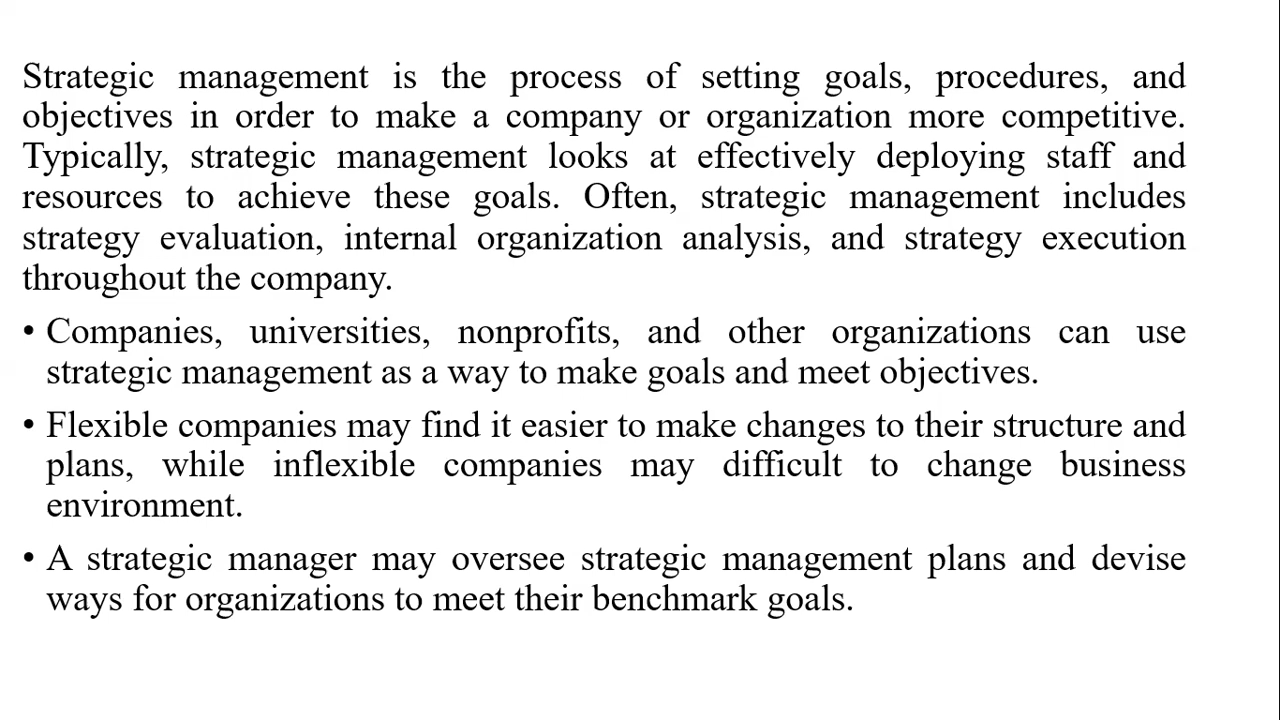 Strategic management is the process of setting goals, procedures, and
objectives in order to make a company or organization more competitive.
Typically, strategic management looks at effectively deploying staff and
resources to achieve these goals. Often, strategic management includes
strategy evaluation, internal organization analysis, and strategy execution
throughout the company.
• Companies, universities, nonprofits, and other organizations can use
strategic management as a way to make goals and meet objectives.
• Flexible companies may find it easier to make changes to their structure and
plans, while inflexible companies may difficult to change business
environment.
• A strategic manager may oversee strategic management plans and devise
ways for organizations to meet their benchmark goals.